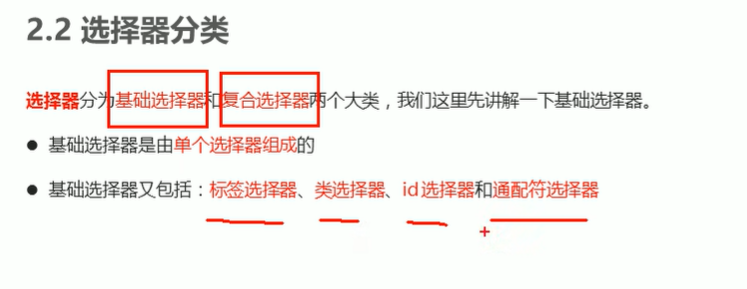 2.2 选择器分类
选择器分为基础选择器和复合选择器两个大类，我们这里先讲解一下基础选择器。
● 基础选择器是由单个选择器组成的
● 基础选择器又包括：标签选择器、类选择器、id 选择器和通配符选择器